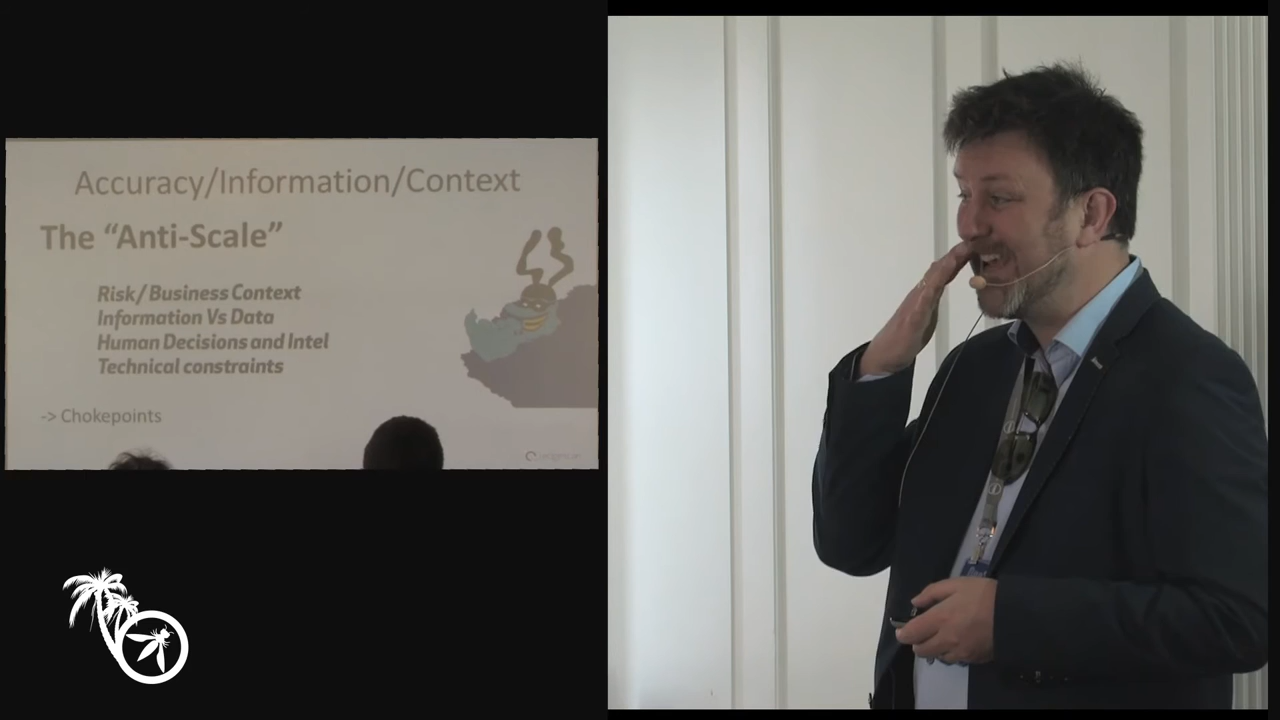 Accuracy/Information/Context
The “Anti-Scale”
Risk / Business Context
Information Vs Data
Human Decisions and Intel
Technical constraints
-> Chokepoints